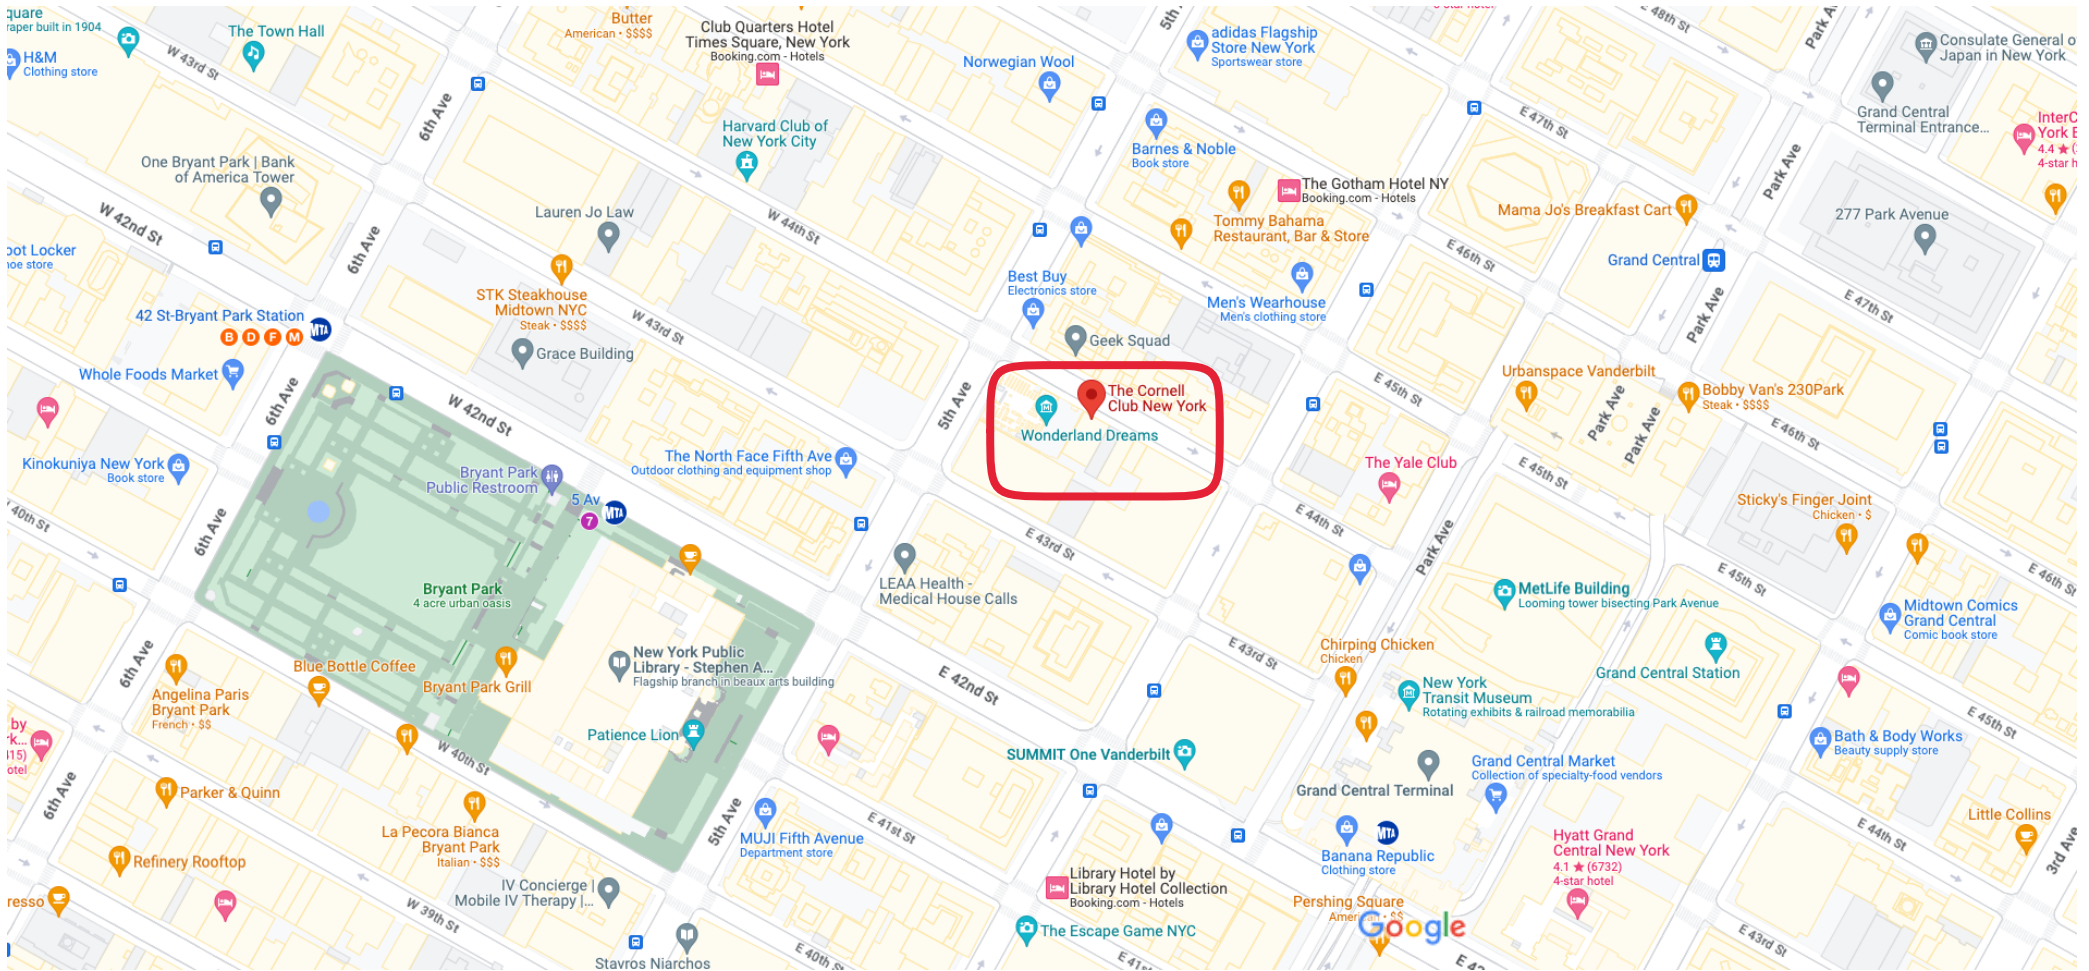 quare
raper built in 1904
H&M
Clothing store
The Town Hall
W 43rd St
Butter
American • $$$$
Club Quarters Hotel
Times Square, New York
Booking.com - Hotels
6th Ave
Harvard Club of
New York City
Norwegian Wool
5th
adidas Flagship
Store New York
Sportswear store
E 48th St
Park A
Consulate General o
Japan in New York
Grand Central
Terminal Entrance...
InterC
York B
4.4 ★
4-star h
E 47th St
Barnes & Noble
Book store
Park Ave
One Bryant Park | Bank
of America Tower
W 42nd St
Lauren Jo Law
W 44th St
The Gotham Hotel NY
Booking.com - Hotels
Tommy Bahama
Restaurant, Bar & Store
Mama Jo's Breakfast Cart
277 Park Avenue
6th Ave
oot Locker
hoe store
E 46th St
Grand Central
Best Buy
Electronics store
STK Steakhouse
Midtown NYC
Steak • $$$$
Men's Wearhouse
Men's clothing store
Park Ave
E 47th St
42 St-Bryant Park Station
MTA
B D F M
W 43rd St
Geek Squad
Grace Building
Whole Foods Market
6th Ave
W 42nd St
5th Ave
The Cornell
Club New York
Wonderland Dreams
E 45th St
Urbanspace Vanderbilt
Park Ave
Bobby Van's 230Park
Steak • $$$$
Park Ave
E 46th St
Kinokuniya New York
Book store
Bryant Park
Public Restroom
The North Face Fifth Ave
Outdoor clothing and equipment shop
The Yale Club
E 45th St
5 Av
MTA
7
Sticky's Finger Joint
Chicken • $
40th St
6th Ave
E 44th St
E 43rd St
Park Ave
LEAA Health -
Medical House Calls
Bryant Park
4 acre urban oasis
MetLife Building
Looming tower bisecting Park Avenue
E 45th St
E 46th St
Midtown Comics
Grand Central
Comic book store
6th Ave
Blue Bottle Coffee
Bryant Park Grill
New York Public
Library - Stephen A...
Flagship branch in beaux arts building
E 42nd St
E 43rd St
Chirping Chicken
Chicken
Grand Central Station
Angelina Paris
Bryant Park
French • $$
New York
Transit Museum
Rotating exhibits & railroad memorabilia
by
rk...
415)
otel
Patience Lion
W 40th St
SUMMIT One Vanderbilt
E 45th St
Bath & Body Works
Beauty supply store
Grand Central Market
Collection of specialty-food vendors
Grand Central Terminal
6th Ave
Parker & Quinn
5th Ave
E 41st St
MUJI Fifth Avenue
Department store
La Pecora Bianca
Bryant Park
Italian • $$$
MTA
Banana Republic
Clothing store
Hyatt Grand
Central New York
4.1 ★ (6732)
4-star hotel
E 44th St
Little Collins
3rd Ave
Refinery Rooftop
IV Concierge |
Mobile IV Therapy |...
Library Hotel by
Library Hotel Collection
Booking.com - Hotels
resso
W 39th St
Pershing Square
American • $$
Google
The Escape Game NYC
E 40th St
E 41st
E 43rd St
E 42
Stavros Niarchos